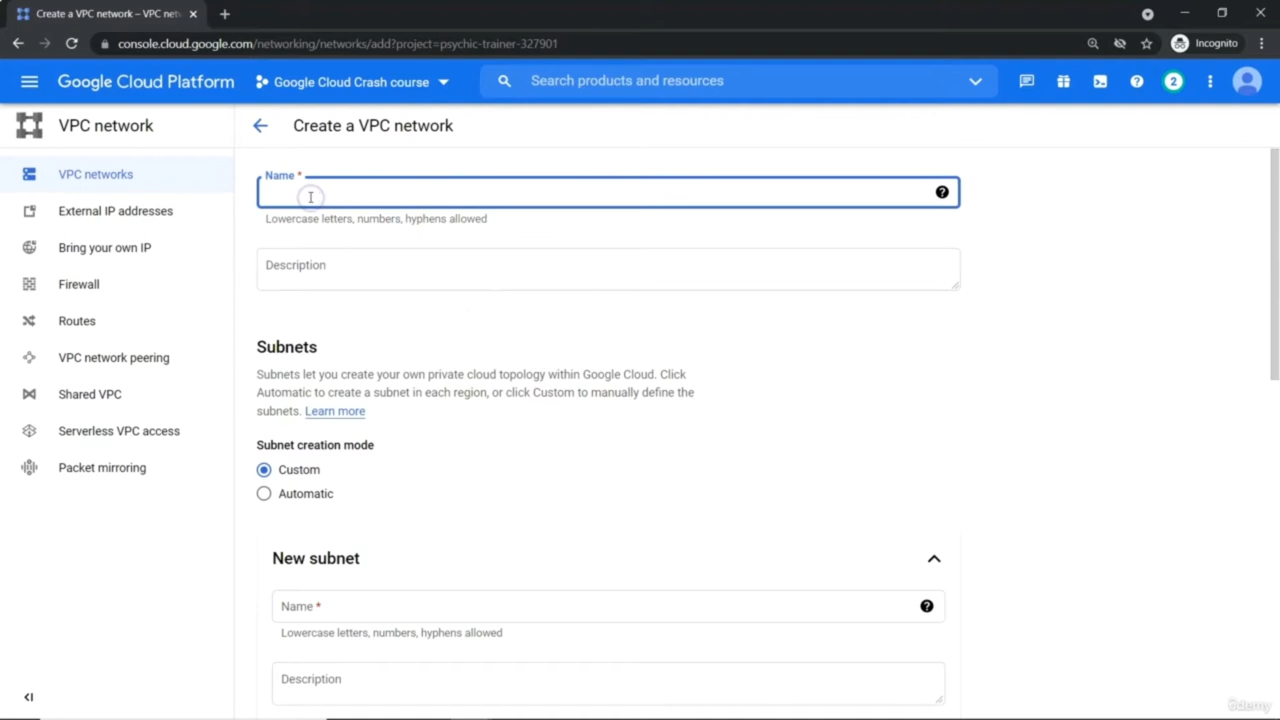 Create a VPC network – VPC net
console.cloud.google.com/networking/networks/add?project=psychic-trainer-327901
Incognito
Google Cloud Platform
Google Cloud Crash course
Search products and resources
2
VPC network
Create a VPC network
VPC networks
External IP addresses
Bring your own IP
Firewall
Routes
VPC network peering
Shared VPC
Serverless VPC access
Packet mirroring
Name *
Lowercase letters, numbers, hyphens allowed
Description
Subnets
Subnets let you create your own private cloud topology within Google Cloud. Click
Automatic to create a subnet in each region, or click Custom to manually define the
subnets. Learn more
Subnet creation mode
Custom
Automatic
New subnet
Name *
Lowercase letters, numbers, hyphens allowed
Description
ûdemy